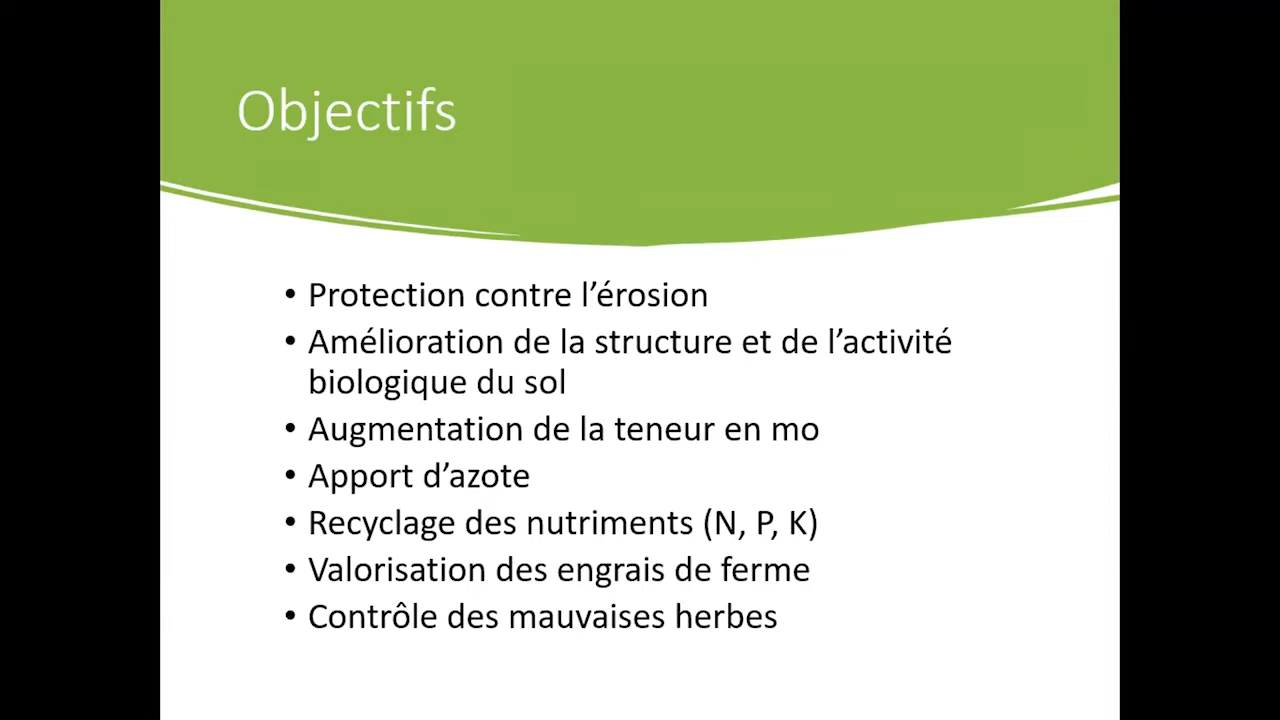 Objectifs
• Protection contre l’érosion
• Amélioration de la structure et de l’activité
biologique du sol
• Augmentation de la teneur en mo
• Apport d’azote
• Recyclage des nutriments (N, P, K)
• Valorisation des engrais de ferme
• Contrôle des mauvaises herbes